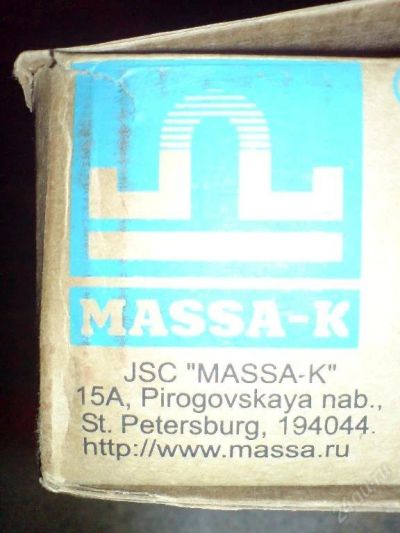 MASSA-K
JSC "MASSA-K"
15A, Pirogovskaya nab.,
St. Petersburg, 194044.
http://www.massa.ru